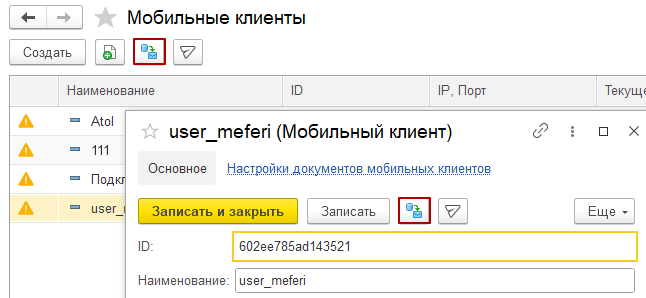 Мобильные клиенты
Создать
Наименование ID IP, Порт Текуще
Atol
111
Подкл
user_m
user_meferi (Мобильный клиент)
Основное Настройки документов мобильных клиентов
Записать и закрыть Записать Еще
ID: 602ee785ad143521
Наименование: user_meferi